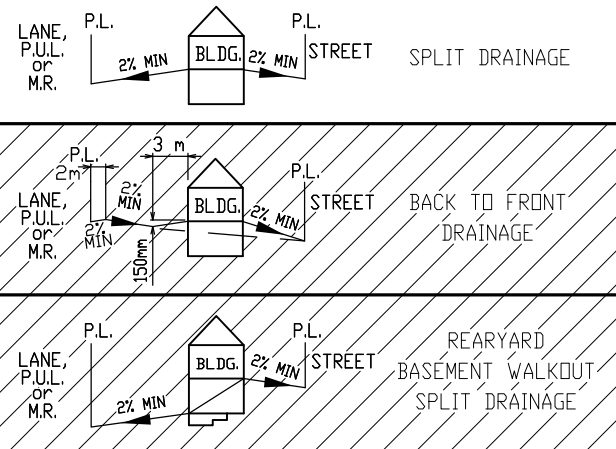 P.L.
P.L.
LANE,
P.U.L.
or
M.R.
2% MIN
BLDG.
2% MIN
STREET
SPLIT DRAINAGE
3 m
P.L.
2m
2%
MIN
P.L.
LANE,
P.U.L.
or
M.R.
2%
MIN
150mm
BLDG.
2% MIN
STREET
BACK TO FRONT
DRAINAGE
P.L.
P.L.
LANE,
P.U.L.
or
M.R.
2% MIN
BLDG.
2% MIN
STREET
REARYARD
BASEMENT WALKOUT
SPLIT DRAINAGE